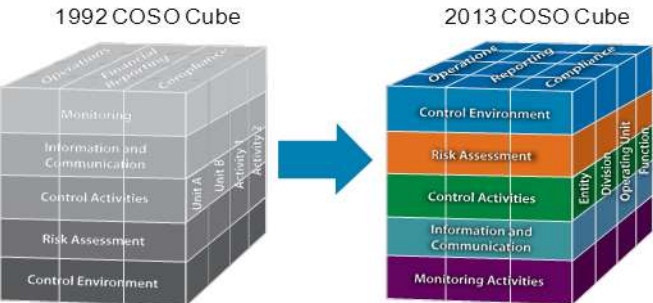 1992 COSO Cube
2013 COSO Cube
Operations
Financial
Reporting
Compliance
Monitoring
Information and
Communication
Control Activities
Risk Assessment
Control Environment
Unit A
Unit B
Activity 1
Activity 2
Operations
Reporting
Compliance
Control Environment
Risk Assessment
Control Activities
Information and
Communication
Monitoring Activities
Entity
Division
Operating Unit
Function